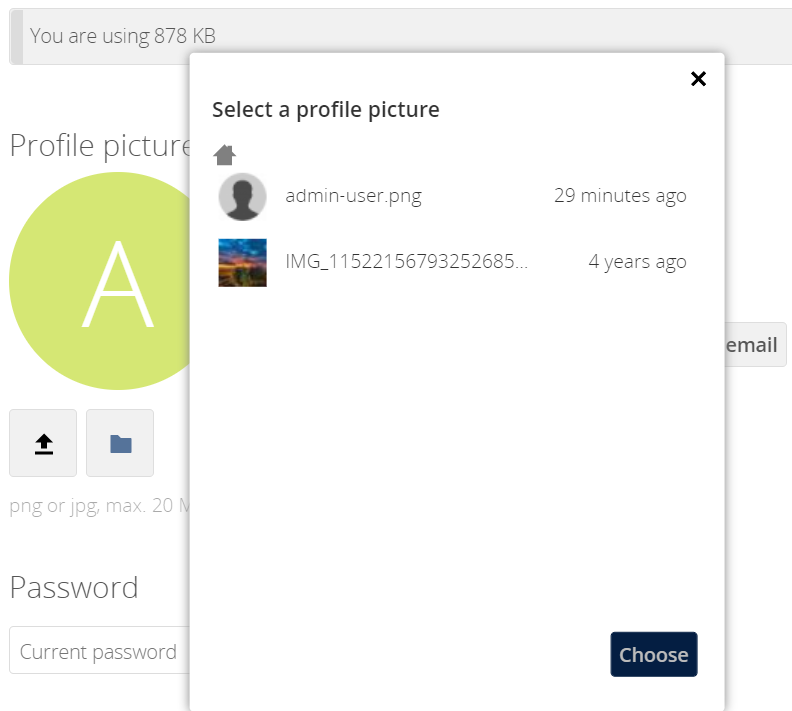 You are using 878 KB
Select a profile picture
Profile picture
A
admin-user.png 29 minutes ago
IMG_11522156793252685... 4 years ago
email
png or jpg, max. 20 M
Password
Current password
Choose